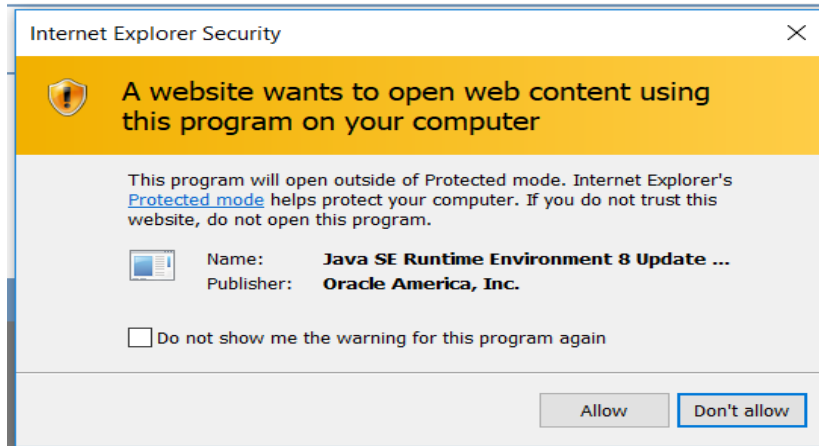 Internet Explorer Security
A website wants to open web content using
this program on your computer
This program will open outside of Protected mode. Internet Explorer's
Protected mode helps protect your computer. If you do not trust this
website, do not open this program.
Name: Java SE Runtime Environment 8 Update ...
Publisher: Oracle America, Inc.
Do not show me the warning for this program again
Allow Don't allow